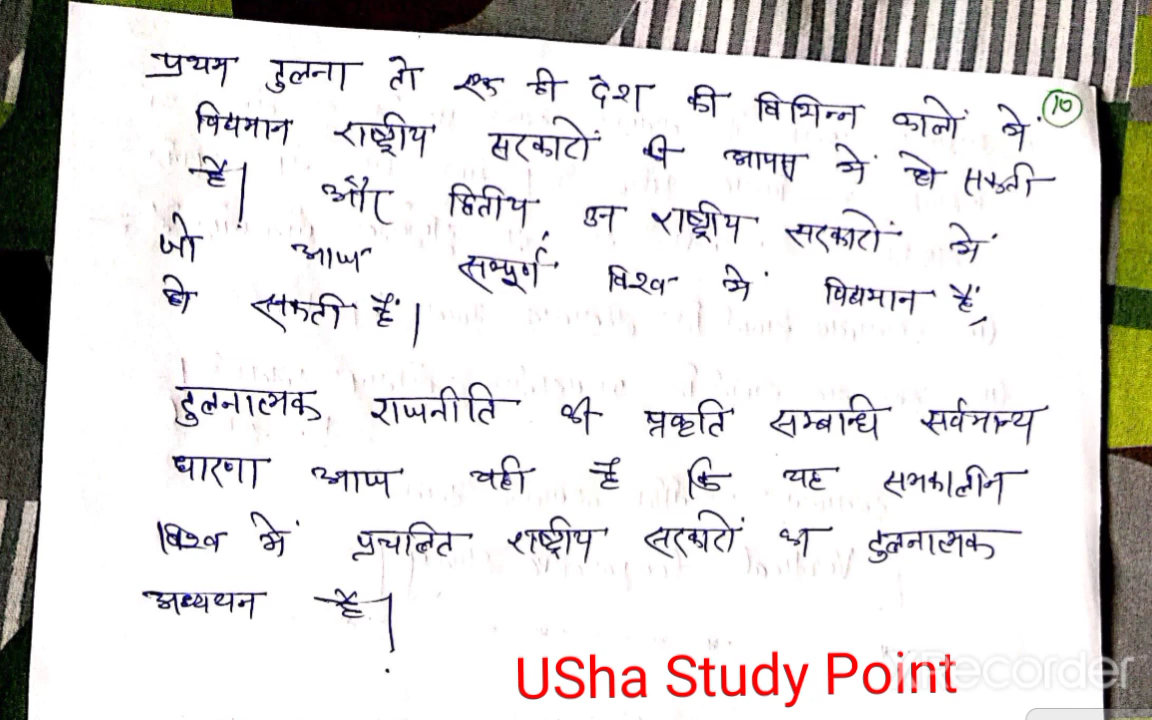 प्रथम तुलना तो एक ही देश की विभिन्न कालों में
10
विद्यमान राष्ट्रीय सरकारों की आपस में हो सकती
है। और द्वितीय उन राष्ट्रीय सरकारों में
जो आज सम्पूर्ण विश्व में विद्यमान हैं,
हो सकती हैं।
तुलनात्मक राजनीति की प्रकृति सम्बन्धि सर्वमान्य
धारणा आज यही है कि यह समकालीन
विश्व में प्रचलित राष्ट्रीय सरकारों का तुलनात्मक
अध्ययन है।
USha Study Point
XRecorder